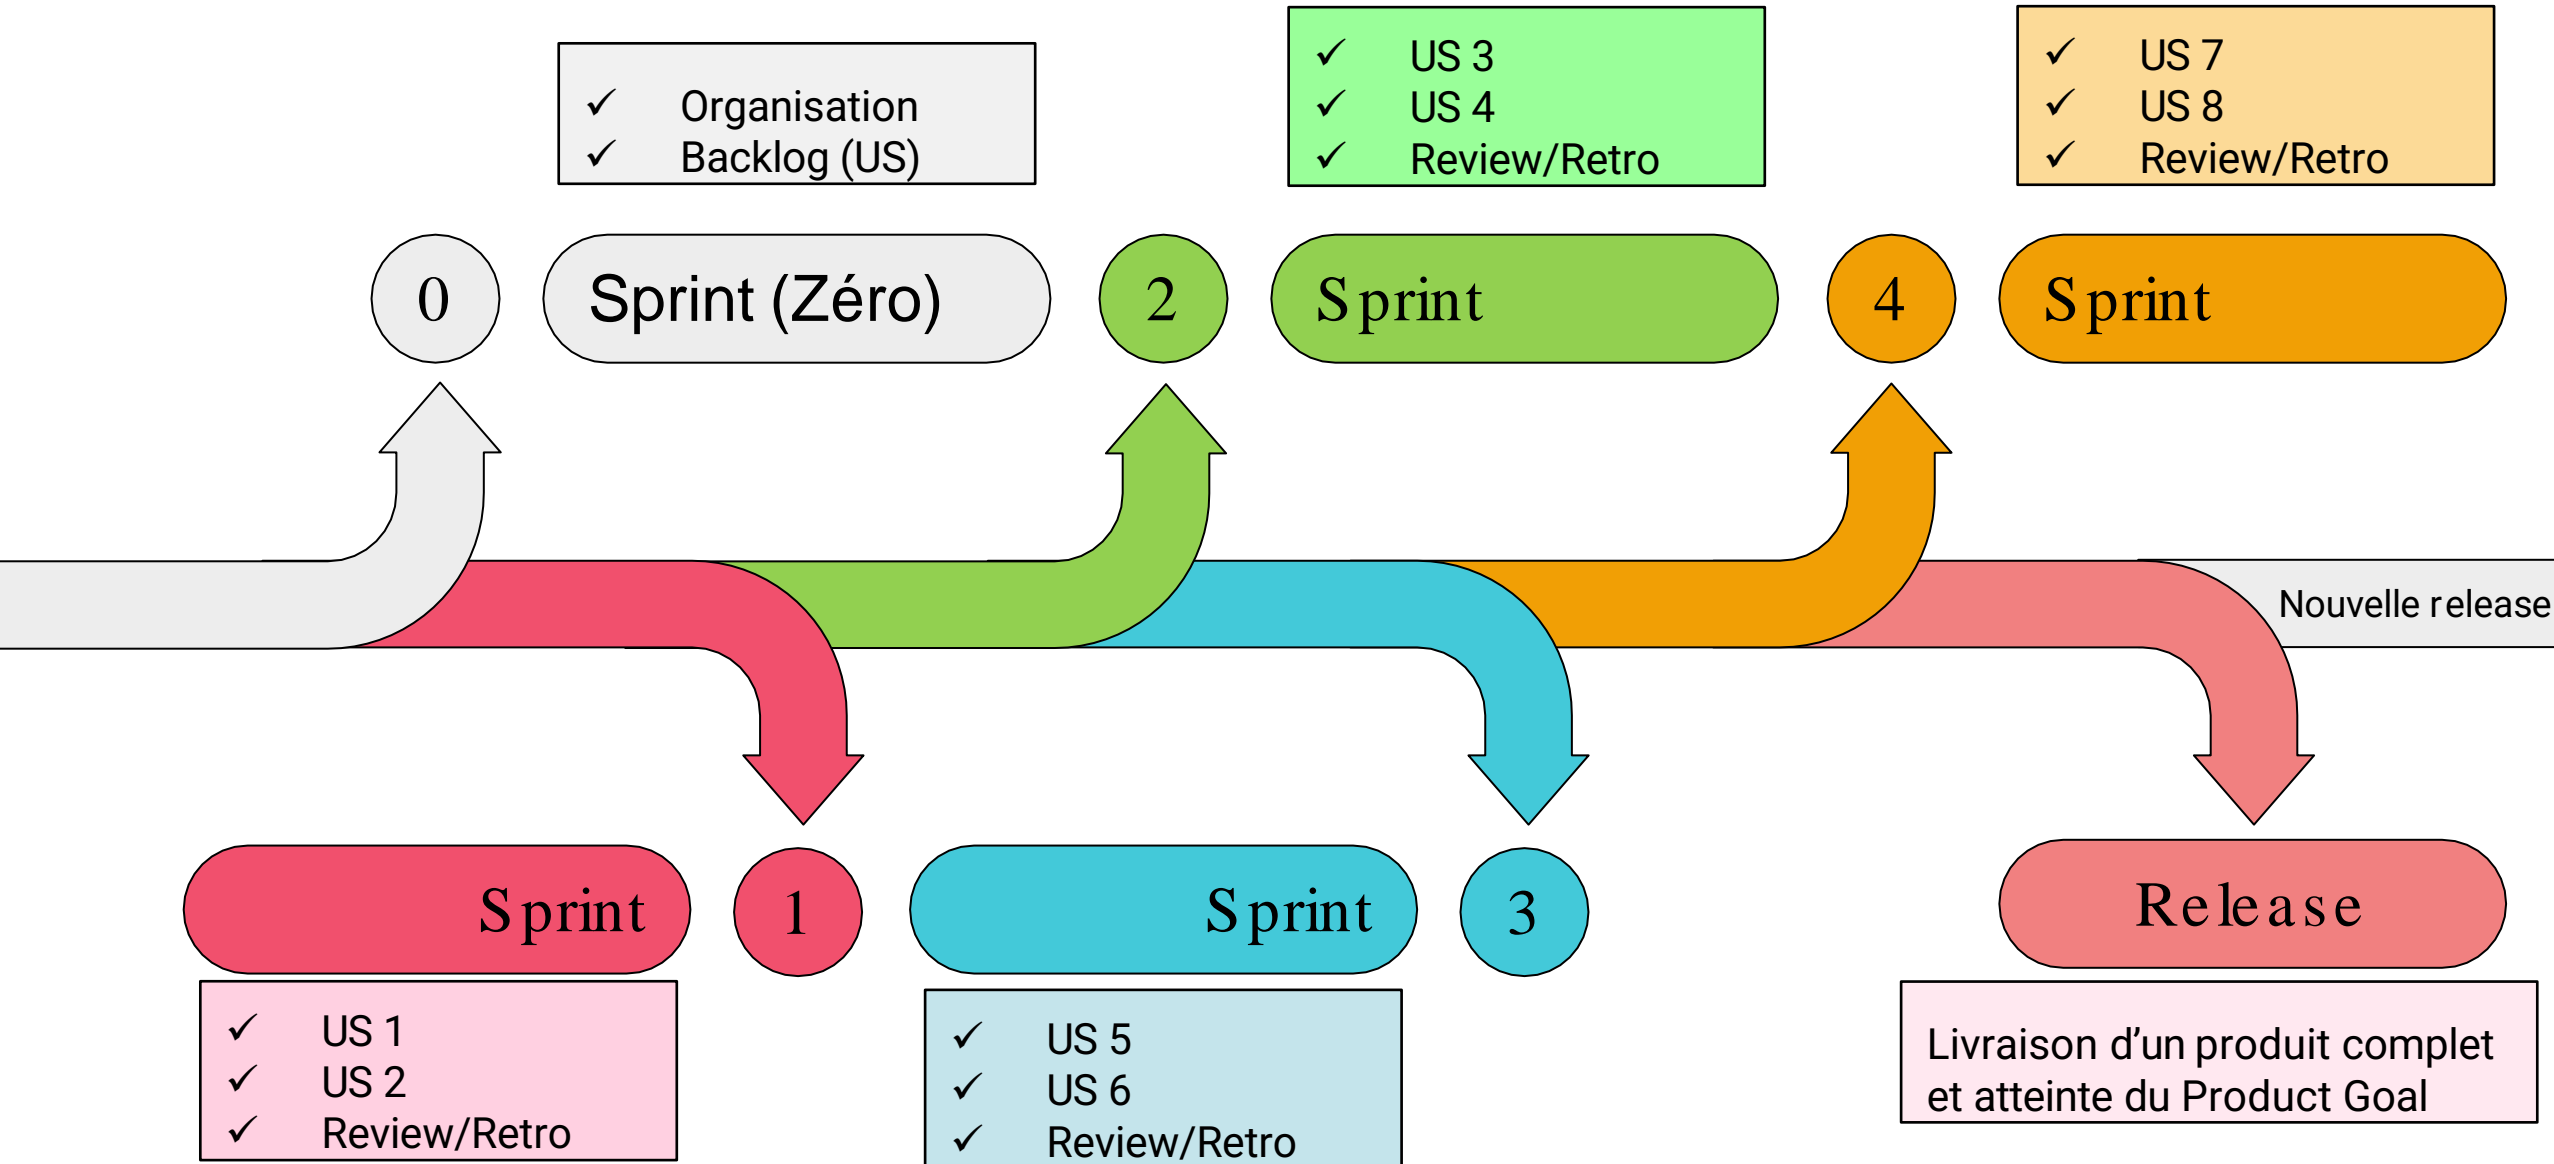 Organisation
Backlog (US)
US 3
US 4
Review/Retro
US 7
US 8
Review/Retro
0
Sprint (Zéro)
2
Sprint
4
Sprint
Nouvelle release
Sprint
1
Sprint
3
Release
US 1
US 2
Review/Retro
US 5
US 6
Review/Retro
Livraison d’un produit complet
et atteinte du Product Goal